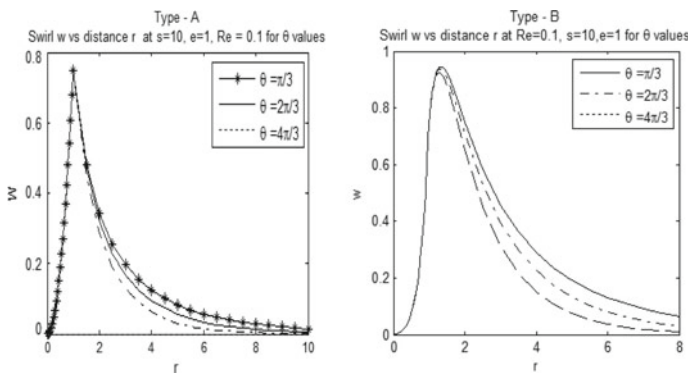 Type - A
Swirl w vs distance r at s=10, e=1, Re = 0.1 for θ values
0.8
0.6
0.4
0.2
0
W
θ =π/3
θ =2π/3
θ =4π/3
0 2 4 6 8 10
r
Type - B
Swirl w vs distance r at Re=0.1, s=10,e=1 for θ values
1
0.8
0.6
0.4
0.2
0
w
θ =π/3
θ =2π/3
θ =4π/3
0 2 4 6 8
r